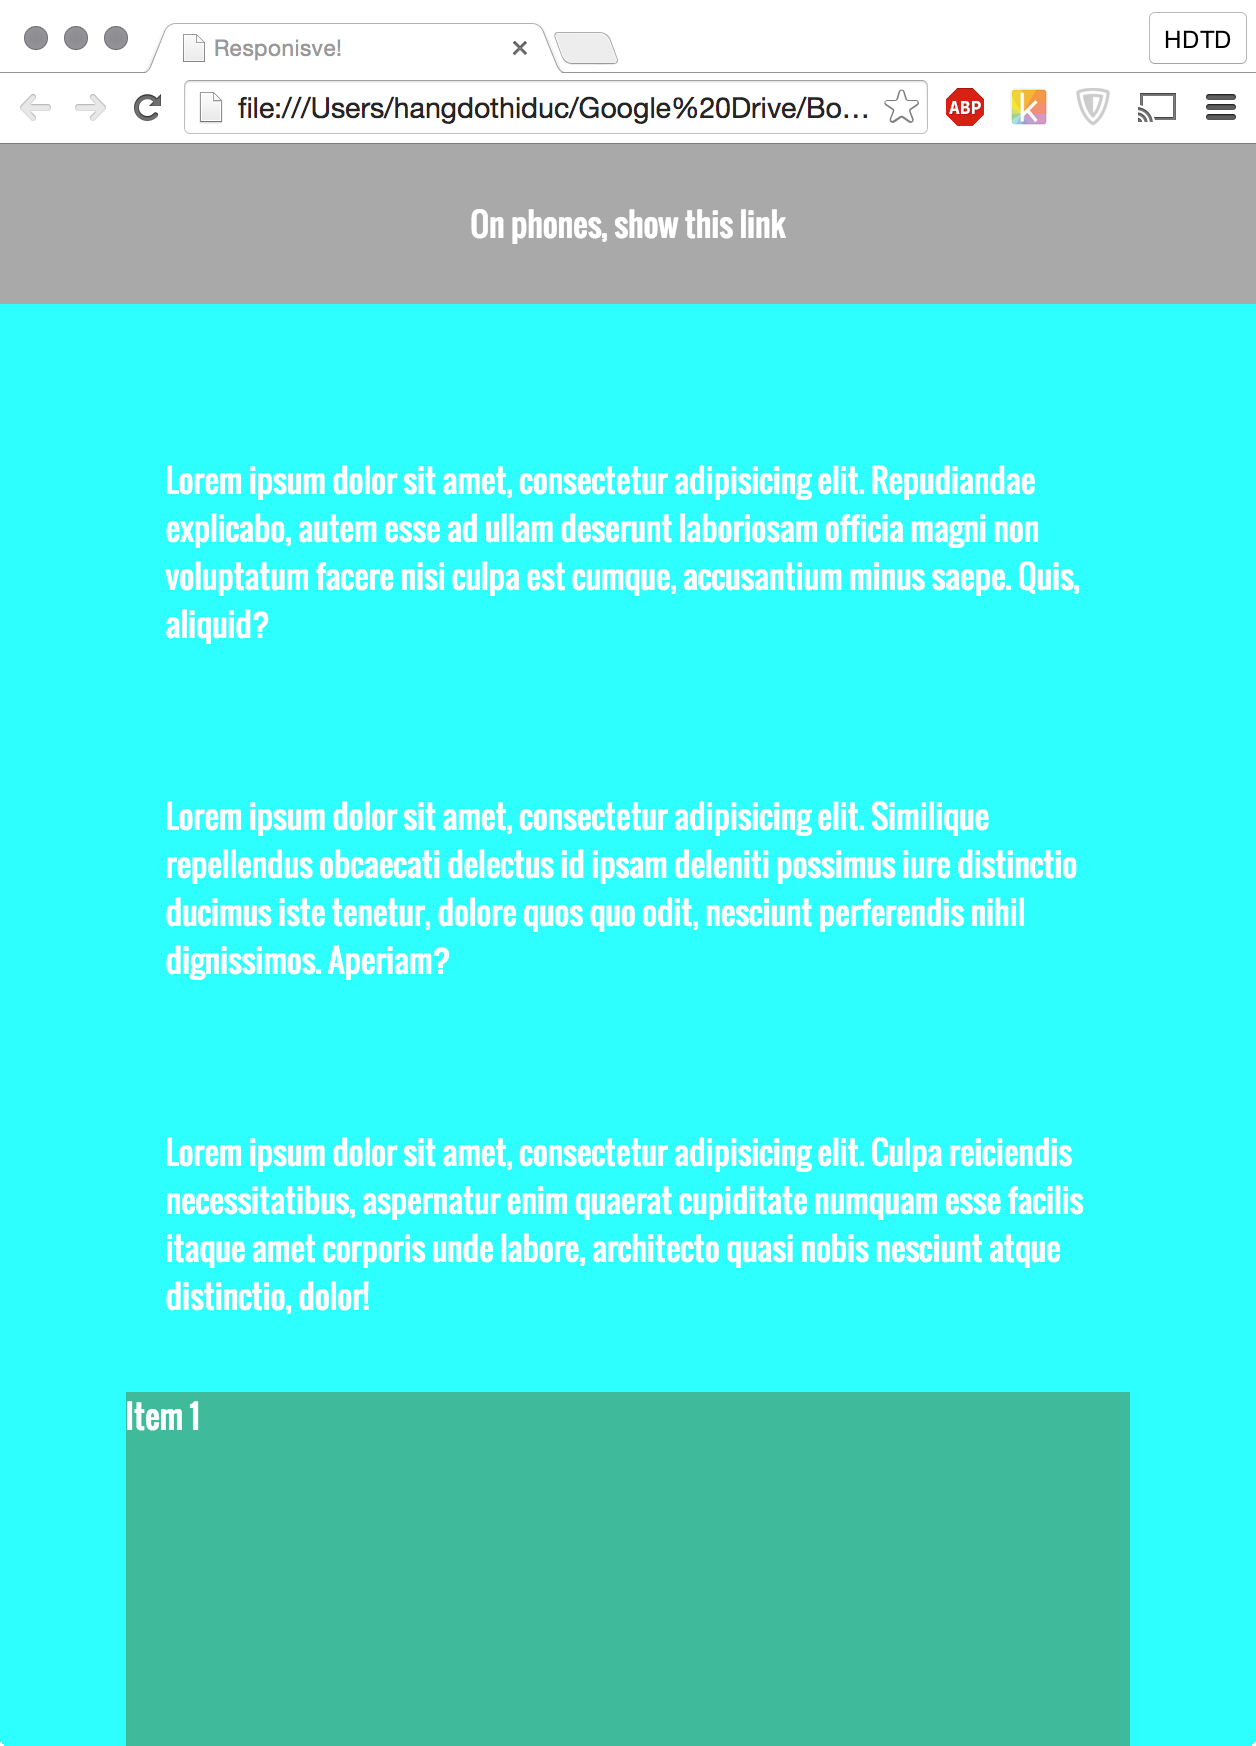 Responisve!
HDTD
file:///Users/hangdothiduc/Google%20Drive/Bo...
ABP
k
On phones, show this link
Lorem ipsum dolor sit amet, consectetur adipisicing elit. Repudiandae
explicabo, autem esse ad ullam deserunt laboriosam officia magni non
voluptatum facere nisi culpa est cumque, accusantium minus saepe. Quis,
aliquid?
Lorem ipsum dolor sit amet, consectetur adipisicing elit. Similique
repellendus obcaecati delectus id ipsam deleniti possimus iure distinctio
ducimus iste tenetur, dolore quos quo odit, nesciunt perferendis nihil
dignissimos. Aperiam?
Lorem ipsum dolor sit amet, consectetur adipisicing elit. Culpa reiciendis
necessitatibus, aspernatur enim quaerat cupiditate numquam esse facilis
itaque amet corporis unde labore, architecto quasi nobis nesciunt atque
distinctio, dolor!
Item 1